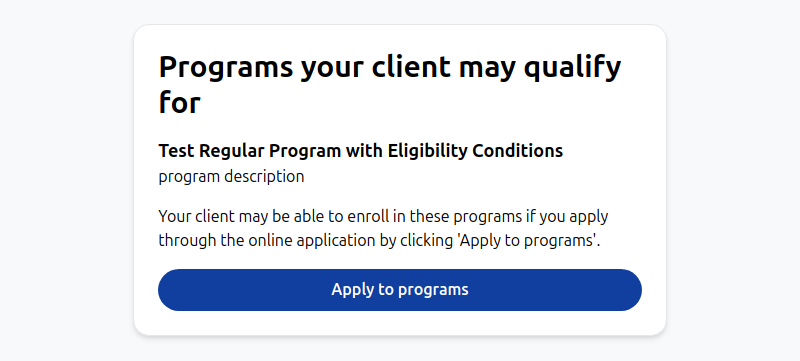 Programs your client may qualify
for
Test Regular Program with Eligibility Conditions
program description
Your client may be able to enroll in these programs if you apply
through the online application by clicking 'Apply to programs'.
Apply to programs